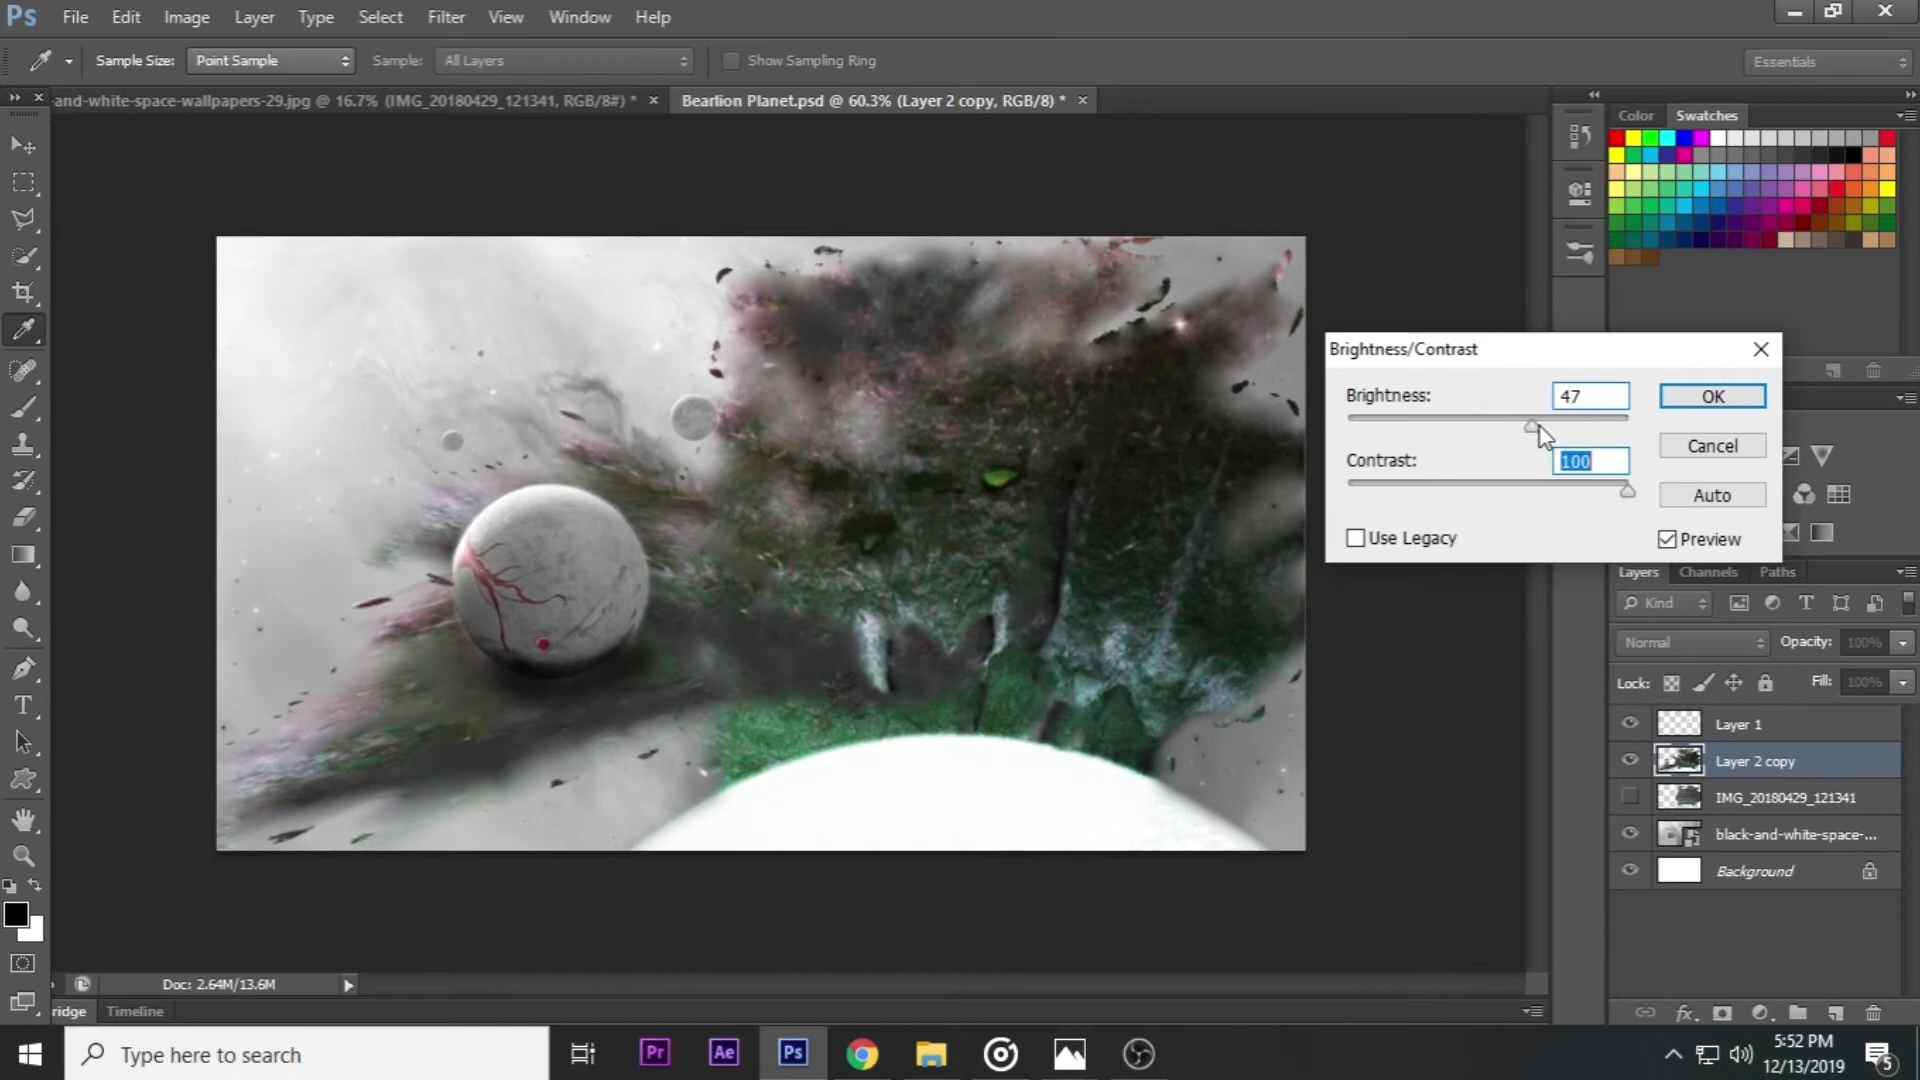 Ps File Edit Image Layer Type Select Filter View Window Help
Sample Size: Point Sample Sample: All Layers Show Sampling Ring Essentials
-and-white-space-wallpapers-29.jpg @ 16.7% (IMG_20180429_121341, RGB/8#) *
Bearlion Planet.psd @ 60.3% (Layer 2 copy, RGB/8) *
Color Swatches
Brightness/Contrast
Brightness: 47 OK
Cancel
Contrast: 100
Auto
Use Legacy Preview
Layers Channels Paths
Kind
Normal Opacity: 100%
Lock: Fill: 100%
Layer 1
Layer 2 copy
IMG_20180429_121341
black-and-white-space-...
Background
Doc: 2.64M/13.6M
ridge Timeline
fx
Type here to search
Pr Ae Ps
5:52 PM
12/13/2019
5